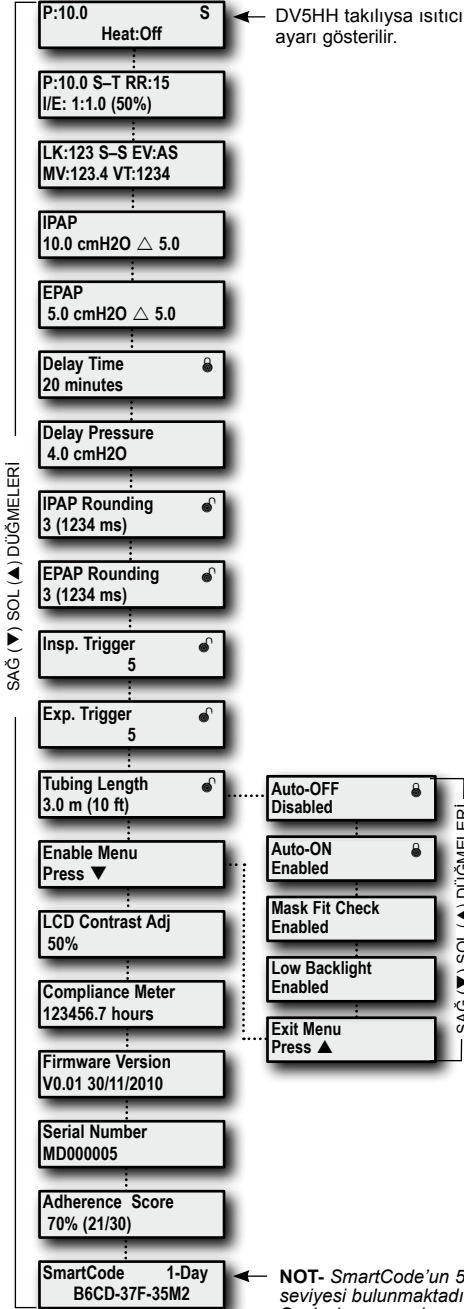 P:10.0 S
Heat:Off
DV5HH takılıysa ısıtıcı
ayarı gösterilir.
P:10.0 S–T RR:15
I/E: 1:1.0 (50%)
LK:123 S–S EV:AS
MV:123.4 VT:1234
IPAP
10.0 cmH2O △ 5.0
EPAP
5.0 cmH2O △ 5.0
Delay Time
20 minutes
Delay Pressure
4.0 cmH2O
IPAP Rounding
3 (1234 ms)
EPAP Rounding
3 (1234 ms)
Insp. Trigger
5
Exp. Trigger
5
Tubing Length
3.0 m (10 ft)
Enable Menu
Press ▼
LCD Contrast Adj
50%
Compliance Meter
123456.7 hours
Firmware Version
V0.01 30/11/2010
Serial Number
MD000005
Adherence Score
70% (21/30)
SmartCode 1-Day
B6CD-37F-35M2
SAĞ (▼) SOL (▲) DÜĞMELERİ
Auto-OFF
Disabled
Auto-ON
Enabled
Mask Fit Check
Enabled
Low Backlight
Enabled
Exit Menu
Press ▲
SAĞ (▼) SOL (▲) DÜĞMELERİ
NOT- SmartCode’un 5
seviyesi bulunmaktadı